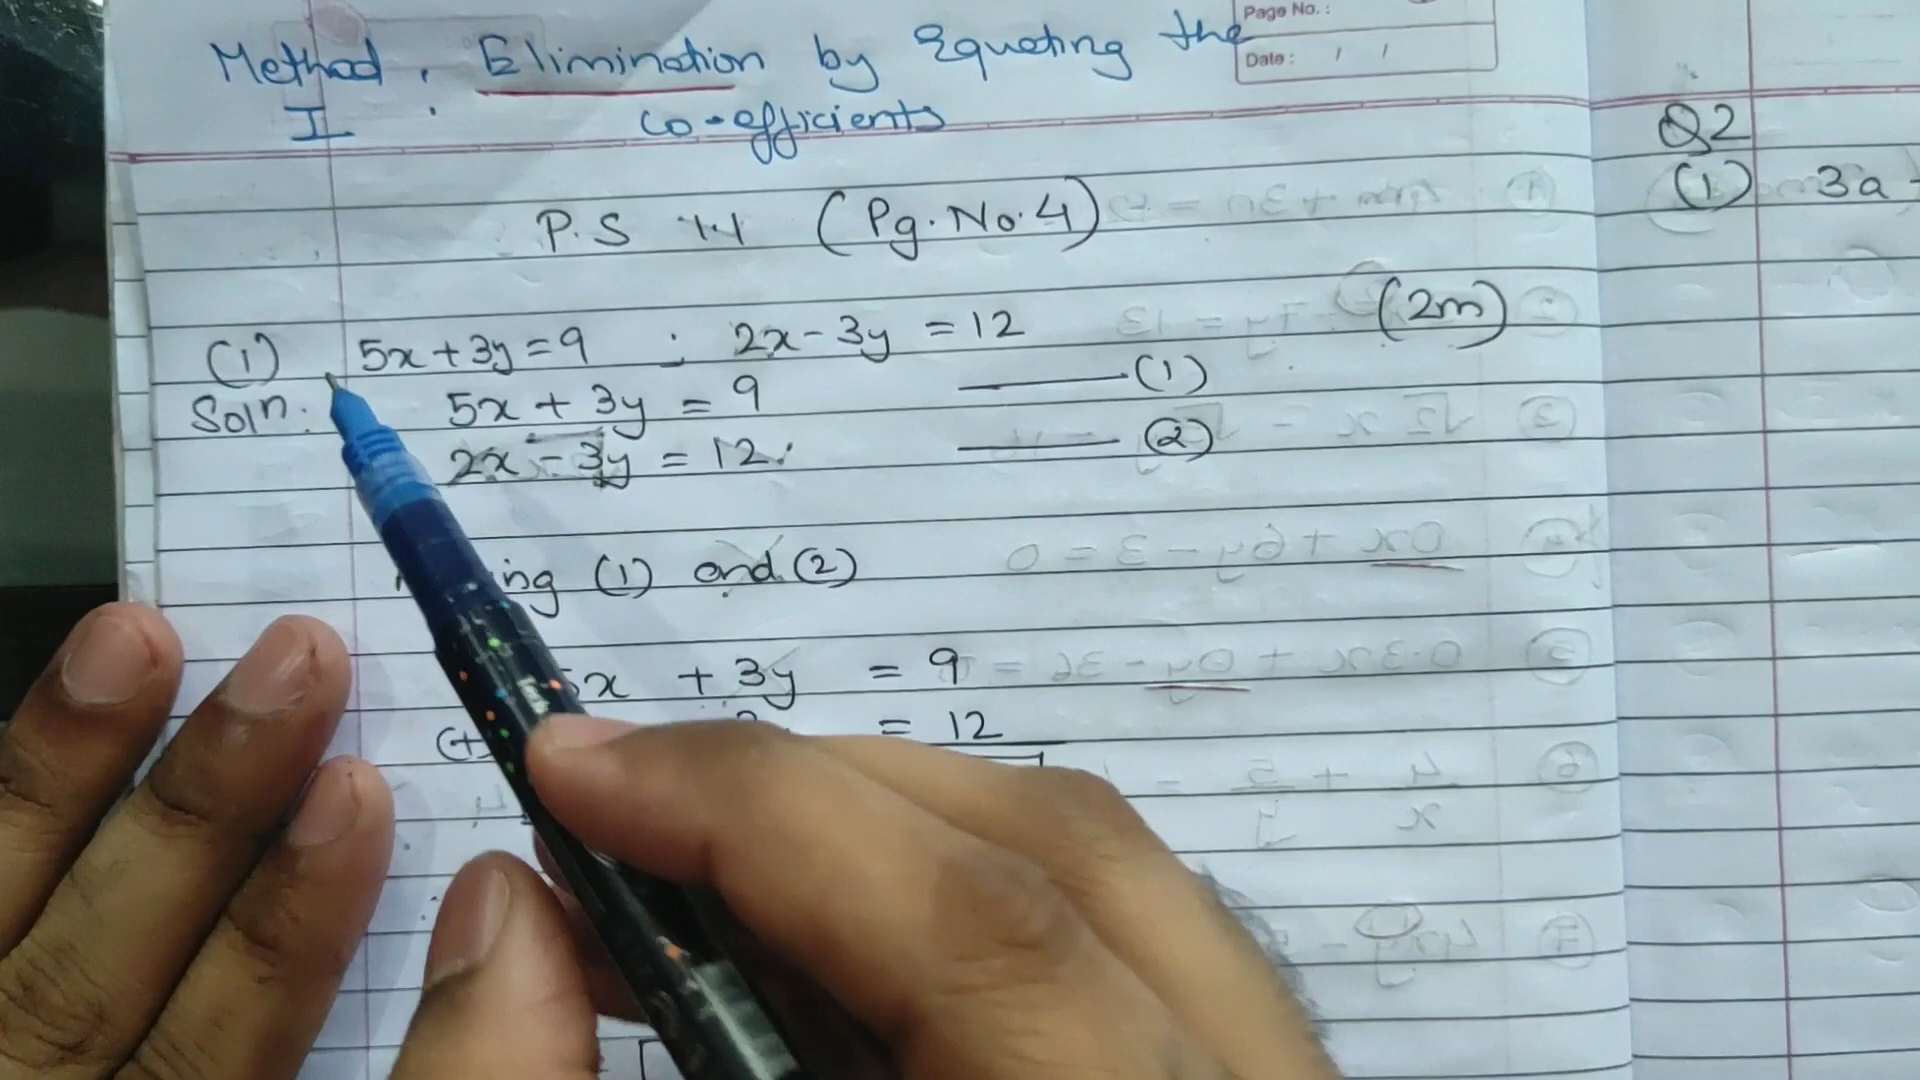 Page No. :
Date : / /
Method : Elimination by Equating the
I co-efficients
P.S 1.1 (Pg. No. 4)
(1) 5x + 3y = 9 ; 2x - 3y = 12 (2m)
Soln. 5x + 3y = 9 (1)
2x - 3y = 12 (2)
ing (1) and (2)
5x + 3y = 9
(+) = 12
Q2
(1) 3a